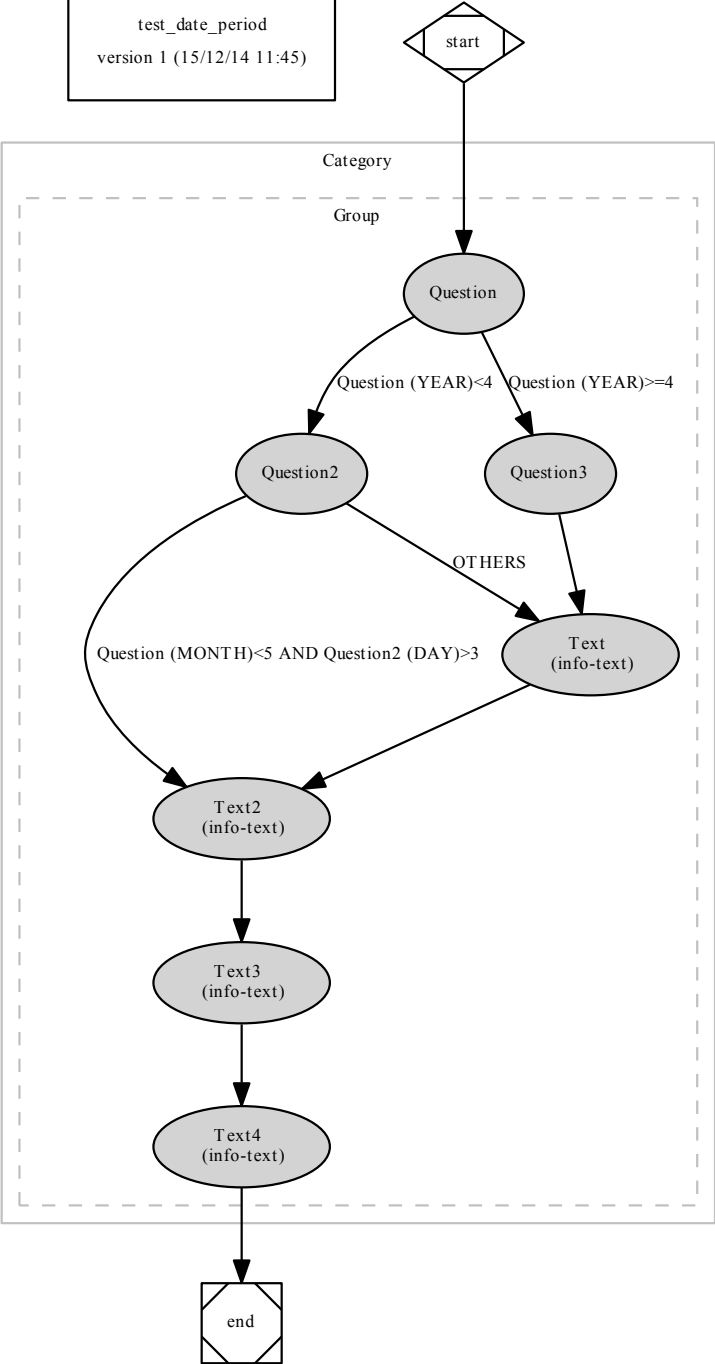 test_date_period
version 1 (15/12/14 11:45)
start
Category
Group
Question
Question (YEAR)<4
Question (YEAR)>=4
Question2
Question3
OTHERS
Question (MONTH)<5 AND Question2 (DAY)>3
Text
(info-text)
Text2
(info-text)
Text3
(info-text)
Text4
(info-text)
end